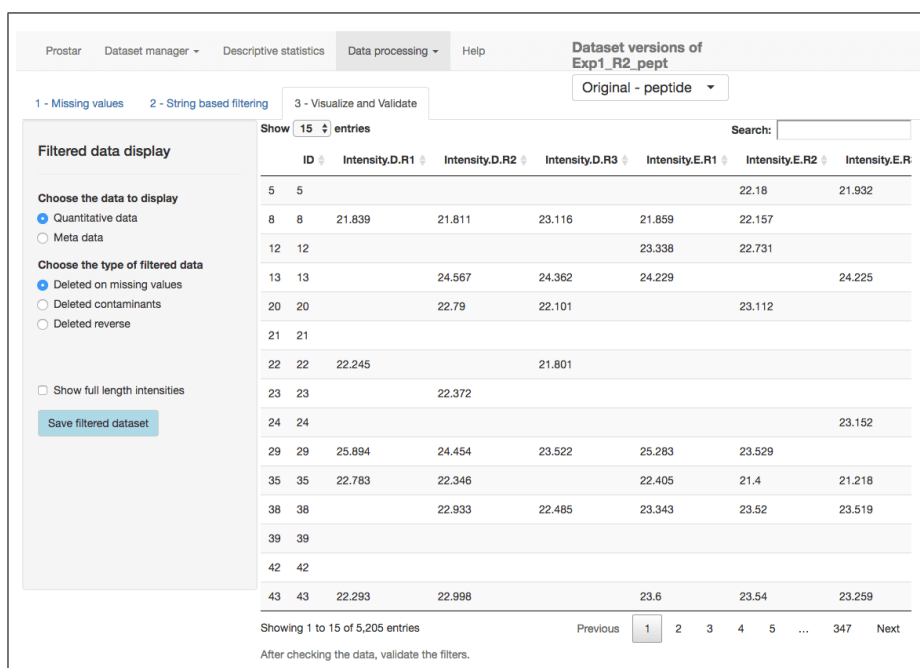 Prostar Dataset manager Descriptive statistics Data processing Help
Dataset versions of
Exp1_R2_pept
Original - peptide
1 - Missing values 2 - String based filtering 3 - Visualize and Validate
Filtered data display
Choose the data to display
Quantitative data
Meta data
Choose the type of filtered data
Deleted on missing values
Deleted contaminants
Deleted reverse
Show full length intensities
Save filtered dataset
Show 15 entries Search:
ID Intensity.D.R1 Intensity.D.R2 Intensity.D.R3 Intensity.E.R1 Intensity.E.R2 Intensity.E.R
5 5 22.18 21.932
8 8 21.839 21.811 23.116 21.859 22.157
12 12 23.338 22.731
13 13 24.567 24.362 24.229 24.225
20 20 22.79 22.101 23.112
21 21
22 22 22.245 21.801
23 23 22.372
24 24 23.152
29 29 25.894 24.454 23.522 25.283 23.529
35 35 22.783 22.346 22.405 21.4 21.218
38 38 22.933 22.485 23.343 23.52 23.519
39 39
42 42
43 43 22.293 22.998 23.6 23.54 23.259
Showing 1 to 15 of 5,205 entries Previous 1 2 3 4 5 ... 347 Next
After checking the data, validate the filters.